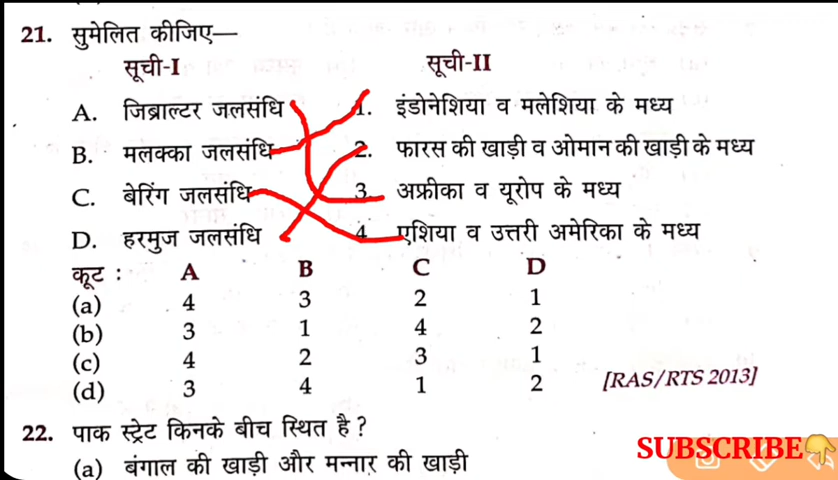 21. सुमेलित कीजिए—
सूची-I सूची-II
A. जिब्राल्टर जलसंधि 1. इंडोनेशिया व मलेशिया के मध्य
B. मलक्का जलसंधि 2. फारस की खाड़ी व ओमान की खाड़ी के मध्य
C. बेरिंग जलसंधि 3. अफ्रीका व यूरोप के मध्य
D. हरमुज जलसंधि 4 एशिया व उत्तरी अमेरिका के मध्य
कूट : A B C D
(a) 4 3 2 1
(b) 3 1 4 2
(c) 4 2 3 1
(d) 3 4 1 2 [RAS/RTS 2013]
22. पाक स्ट्रेट किनके बीच स्थित है ?
(a) बंगाल की खाड़ी और मन्नार की खाड़ी
SUBSCRIBE